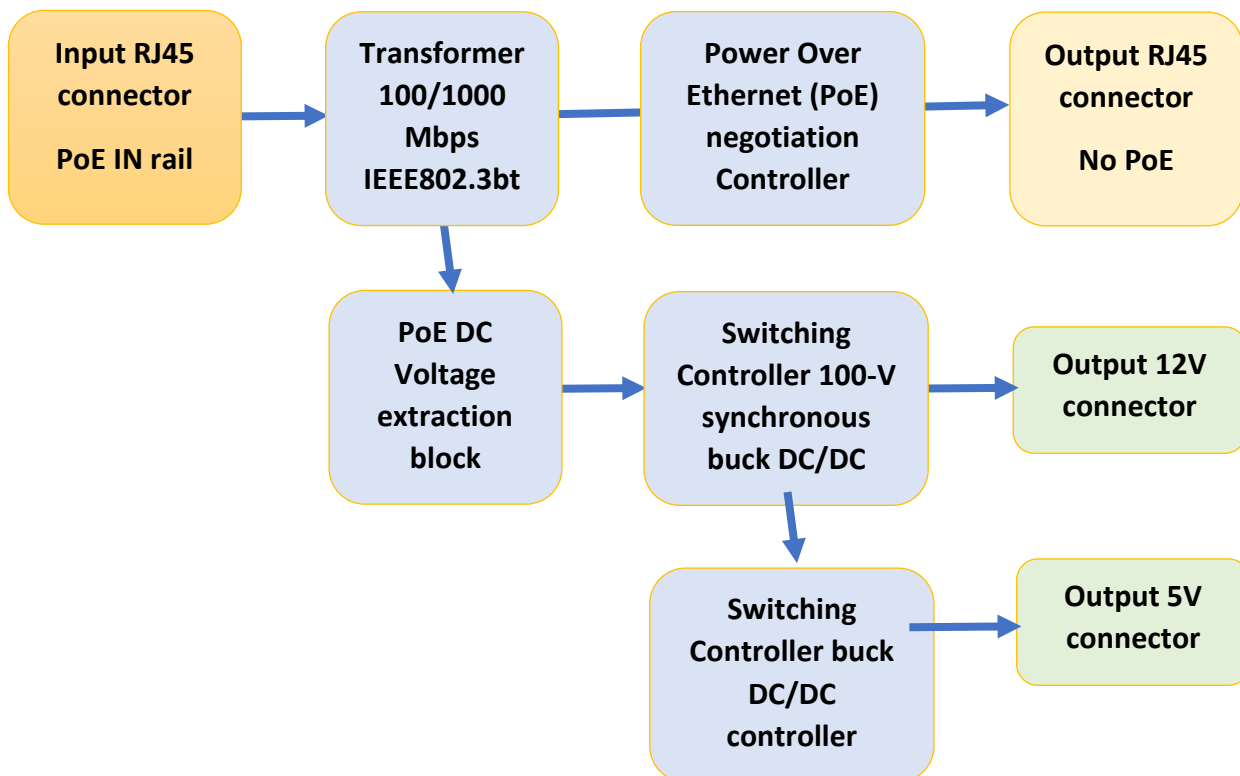 Input RJ45
connector
PoE IN rail
Transformer
100/1000
Mbps
IEEE802.3bt
Power Over
Ethernet (PoE)
negotiation
Controller
Output RJ45
connector
No PoE
PoE DC
Voltage
extraction
block
Switching
Controller 100-V
synchronous
buck DC/DC
Output 12V
connector
Switching
Controller buck
DC/DC
controller
Output 5V
connector